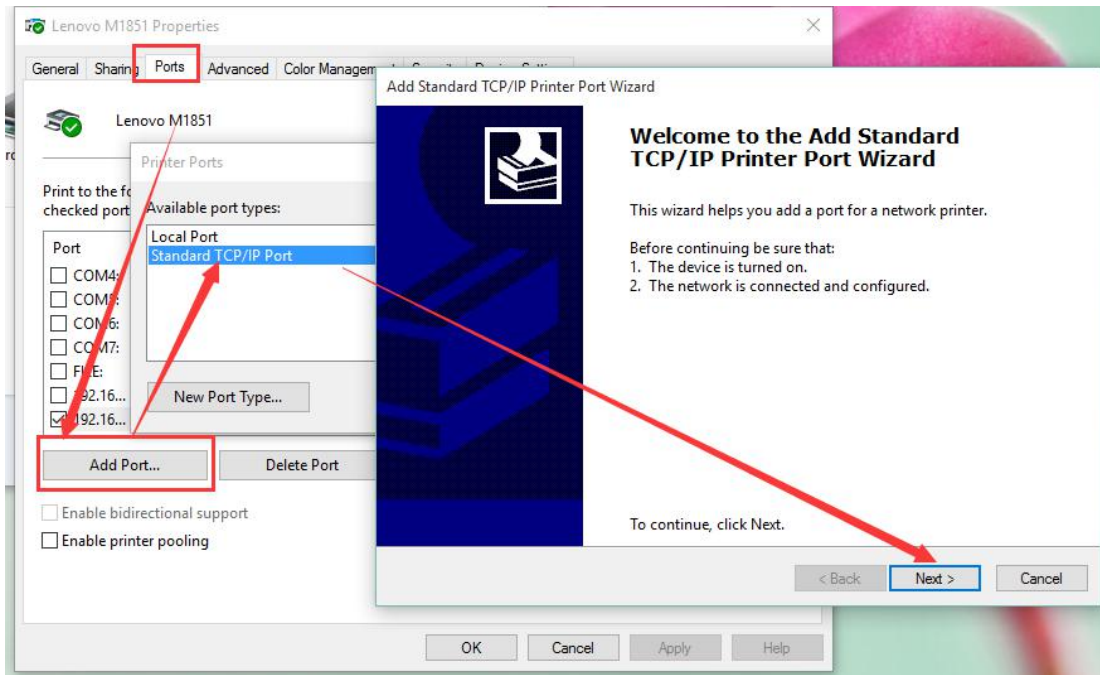 Lenovo M1851 Properties
General Sharing Ports Advanced Color Managem
Lenovo M1851
Print to the fo
checked port
Port
COM4:
COM5:
COM6:
COM7:
FILE:
192.16...
192.16...
Add Port...
Delete Port
Enable bidirectional support
Enable printer pooling
OK
Cancel
Apply
Help
Printer Ports
Available port types:
Local Port
Standard TCP/IP Port
New Port Type...
Add Standard TCP/IP Printer Port Wizard
Welcome to the Add Standard
TCP/IP Printer Port Wizard
This wizard helps you add a port for a network printer.
Before continuing be sure that:
1. The device is turned on.
2. The network is connected and configured.
To continue, click Next.
< Back
Next >
Cancel